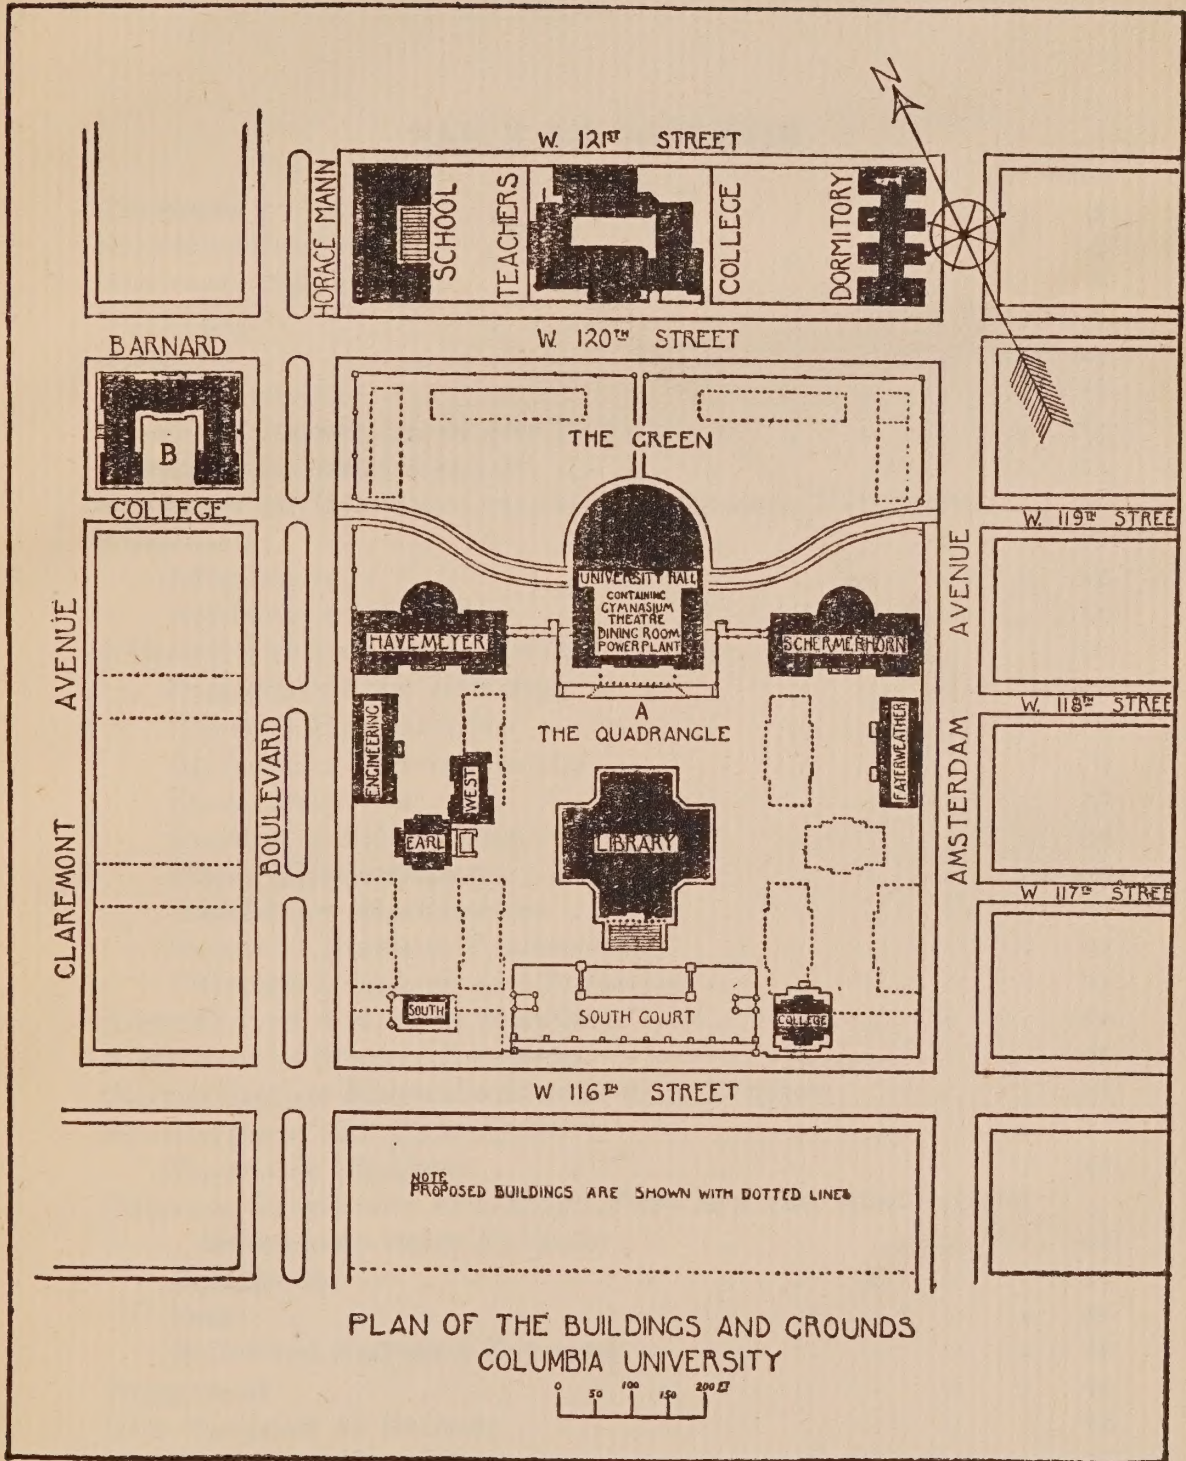 N
W. 121ST STREET
HORACE MANN
SCHOOL
TEACHERS
COLLEGE
DORMITORY
W. 120TH STREET
BARNARD
B
COLLEGE
THE GREEN
W. 119TH STREE
UNIVERSITY HALL
CONTAINING
GYMNASIUM
THEATRE
DINING ROOM
POWER PLANT
HAVEMEYER
SCHERMERHORN
AVENUE
AMSTERDAM
W. 118TH STREE
A
THE QUADRANGLE
ENGINEERING
WEST
FAYERWEATHER
EARL
LIBRARY
AVENUE
CLAREMONT
BOULEVARD
W 117TH STREE
SOUTH
SOUTH COURT
COLLEGE
W 116TH STREET
NOTE
PROPOSED BUILDINGS ARE SHOWN WITH DOTTED LINES
PLAN OF THE BUILDINGS AND GROUNDS
COLUMBIA UNIVERSITY
0 50 100 150 200 FT